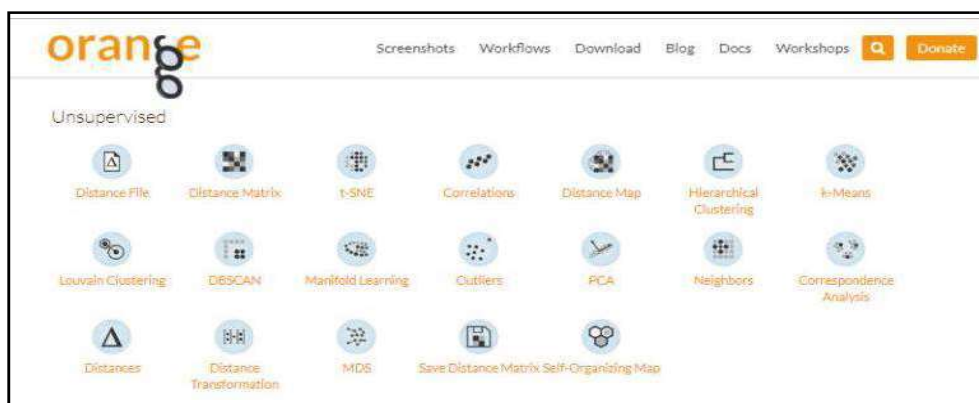 orange
Screenshots Workflows Download Blog Docs Workshops Donate
Unsupervised
Distance File Distance Matrix t-SNE Correlations Distance Map Hierarchical Clustering k-Means
Louvain Clustering DBSCAN Manifold Learning Outliers PCA Neighbors Correspondence Analysis
Distances Distance Transformation MDS Save Distance Matrix Self-Organizing Map